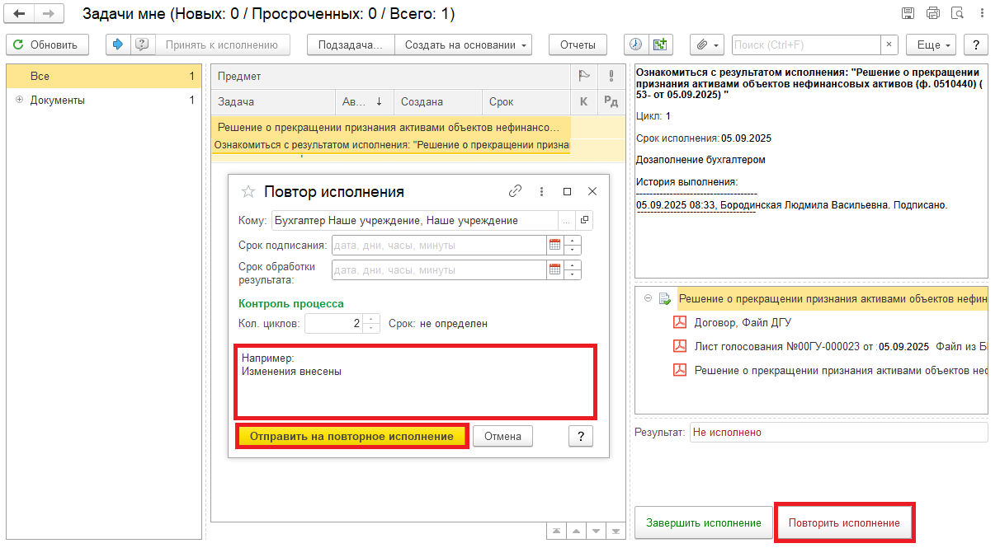 Задачи мне (Новых: 0 / Просроченных: 0 / Всего: 1)
Обновить
Принять к исполнению
Подзадача...
Создать на основании
Отчеты
Поиск (Ctrl+F)
×
Еще
?
Все 1
Документы 1
Предмет
Задача Ав... ↓ Создана Срок К Рд
Решение о прекращении признания активами объектов нефинансо...
Ознакомиться с результатом исполнения: "Решение о прекращении призна
Повтор исполнения
Кому: Бухгалтер Наше учреждение, Наше учреждение ...
Срок подписания: дата, дни, часы, минуты
Срок обработки
результата:
дата, дни, часы, минуты
Контроль процесса
Кол. циклов: 2 Срок: не определен
Например:
Изменения внесены
Отправить на повторное исполнение
Отмена
?
Ознакомиться с результатом исполнения: "Решение о прекращении
признания активами объектов нефинансовых активов (ф. 0510440) (
53- от 05.09.2025) "
Цикл: 1
Срок исполнения: 05.09.2025
Дозаполнение бухгалтером
История выполнения:
------------------------------------
05.09.2025 08:33, Бородинская Людмила Васильевна. Подписано.
------------------------------------
Решение о прекращении признания активами объектов нефин
Договор, Файл ДГУ
Лист голосования №00ГУ-000023 от 05.09.2025 Файл из Б
Решение о прекращении признания активами объектов неф
Результат: Не исполнено
Завершить исполнение
Повторить исполнение